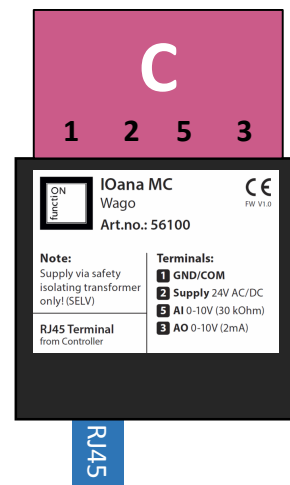 C
1 2 5 3
functiON
IOana MC
Wago
Art.no.: 56100
CE
FW V1.0
Note:
Supply via safety
isolating transformer
only! (SELV)
RJ45 Terminal
from Controller
Terminals:
1 GND/COM
2 Supply 24V AC/DC
5 AI 0-10V (30 kOhm)
3 AO 0-10V (2mA)
RJ45